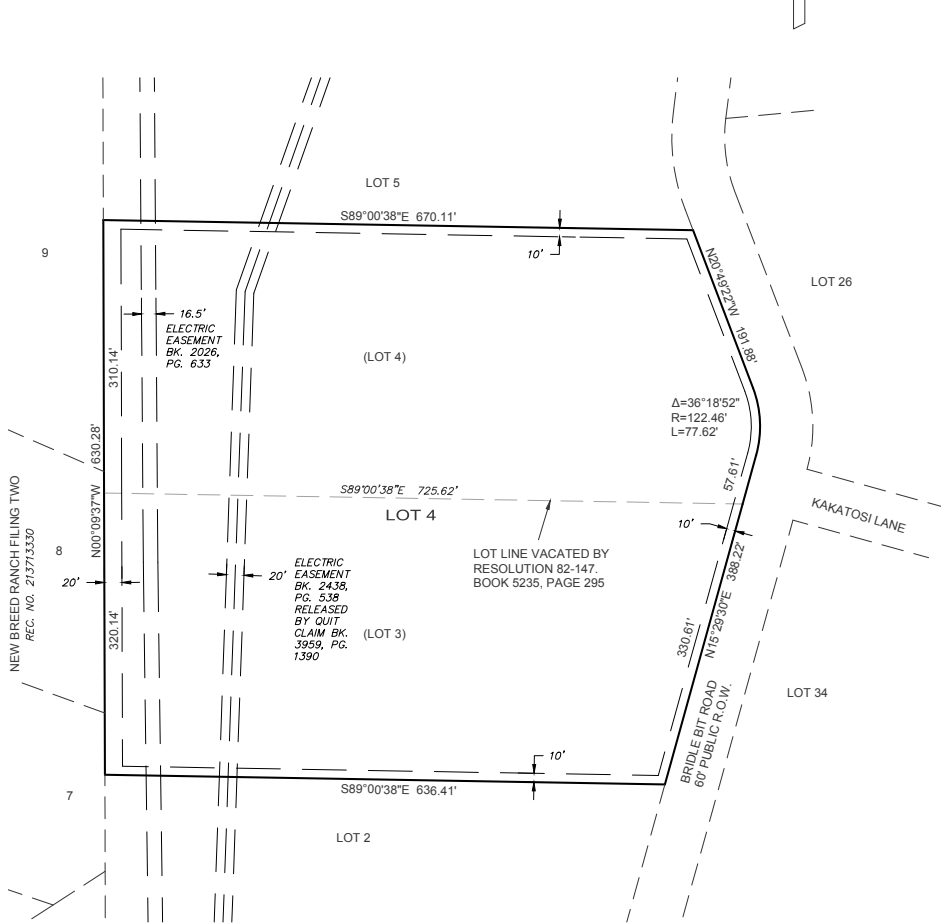 LOT 5
S89°00'38"E 670.11'
10'
9
N20°49'22"W 191.88'
LOT 26
16.5'
ELECTRIC
EASEMENT
BK. 2026,
PG. 633
310.14'
(LOT 4)
Δ=36°18'52"
R=122.46'
L=77.62'
N00°09'37"W 630.28'
57.61'
S89°00'38"E 725.62'
LOT 4
KAKATOSI LANE
NEW BREED RANCH FILING TWO
REC. NO. 213713330
8
10'
LOT LINE VACATED BY
RESOLUTION 82-147.
BOOK 5235, PAGE 295
20'
20'
ELECTRIC
EASEMENT
BK. 2438,
PG. 538
RELEASED
BY QUIT
CLAIM BK.
3959, PG.
1390
N15°29'30"E 388.22'
320.14'
(LOT 3)
330.61'
LOT 34
BRIDLE BIT ROAD
60' PUBLIC R.O.W.
10'
7
S89°00'38"E 636.41'
LOT 2